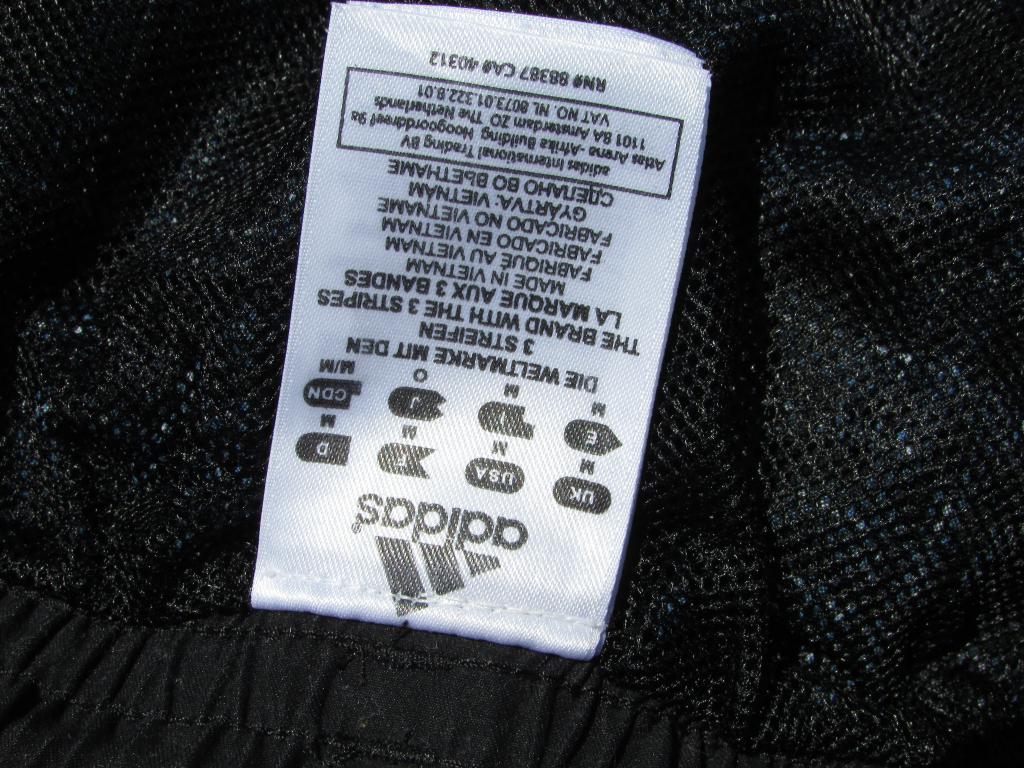 adidas
UK USA F D
M M M M
E J CDN
M M O M/M
DIE WELTMARKE MIT DEN
3 STREIFEN
THE BRAND WITH THE 3 STRIPES
LA MARQUE AUX 3 BANDES
MADE IN VIETNAM
FABRIQUE AU VIETNAM
FABRICADO EN VIETNAM
FABRICADO NO VIETNAME
GYÁRTVA: VIETNAM
СДЕЛАНО ВО ВЬЕТНАМЕ
adidas International Trading BV
Atlas Arena -Afrika Building Hoogoorddreef 9a
1101 BA Amsterdam ZO The Netherlands
VAT NO. NL 8073.01.322.B.01
RN# 88387 CA# 40312